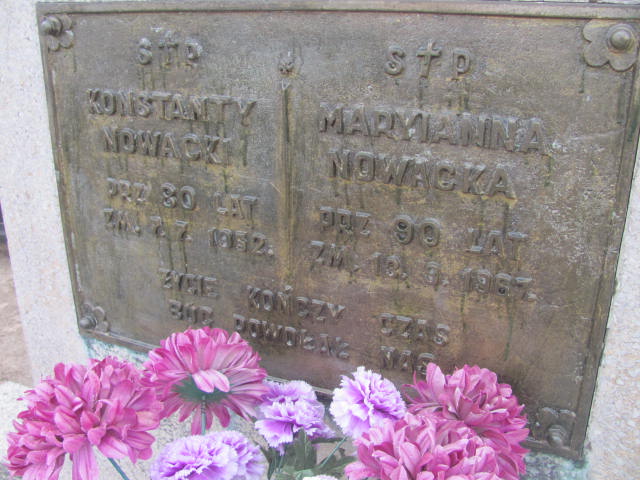 Ś † P
KONSTANTY
NOWACKI
PRZ 80 LAT
ZM. 7. 7. 1952.
Ś † P
MARYIANNA
NOWACKA
PRZ 90 LAT
ZM. 13. 3. 1967.
ŻYCIE KOŃCZY CZAS
BÓG POWOŁAŁ NAS